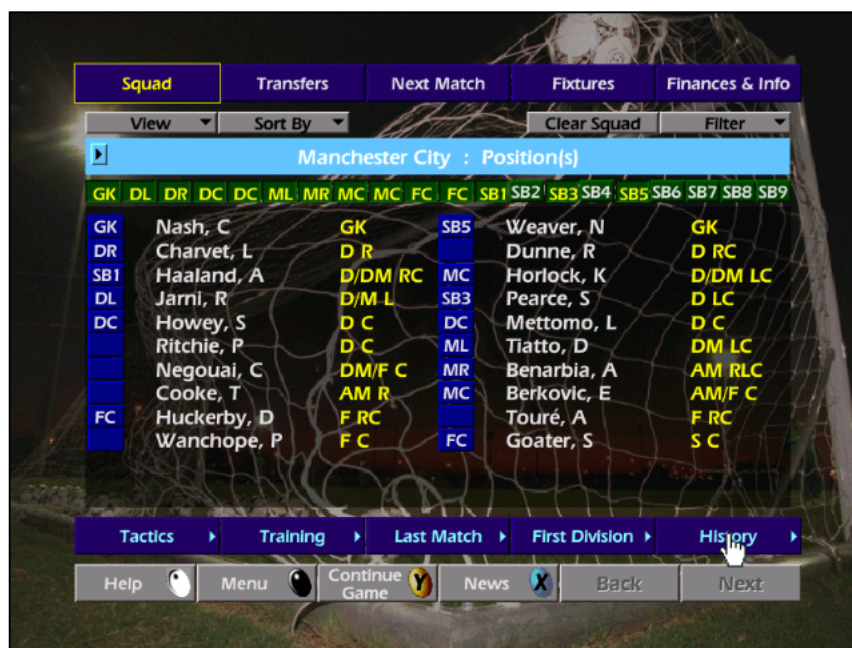 Squad Transfers Next Match Fixtures Finances & Info
View Sort By Clear Squad Filter
Manchester City : Position(s)
GK DL DR DC DC ML MR MC MC FC FC SB1 SB2 SB3 SB4 SB5 SB6 SB7 SB8 SB9
GK Nash, C GK SB5 Weaver, N GK
DR Charvet, L D R Dunne, R D RC
SB1 Haaland, A D/DM RC MC Horlock, K D/DM LC
DL Jarni, R D/M L SB3 Pearce, S D LC
DC Howey, S D C DC Mettomo, L D C
Ritchie, P D C ML Tiatto, D DM LC
Negouai, C DM/F C MR Benarbia, A AM RLC
Cooke, T AM R MC Berkovic, E AM/F C
FC Huckerby, D F RC Touré, A F RC
Wanchope, P F C FC Goater, S S C
Tactics Training Last Match First Division History
Help Menu Continue Game Y News X Back Next